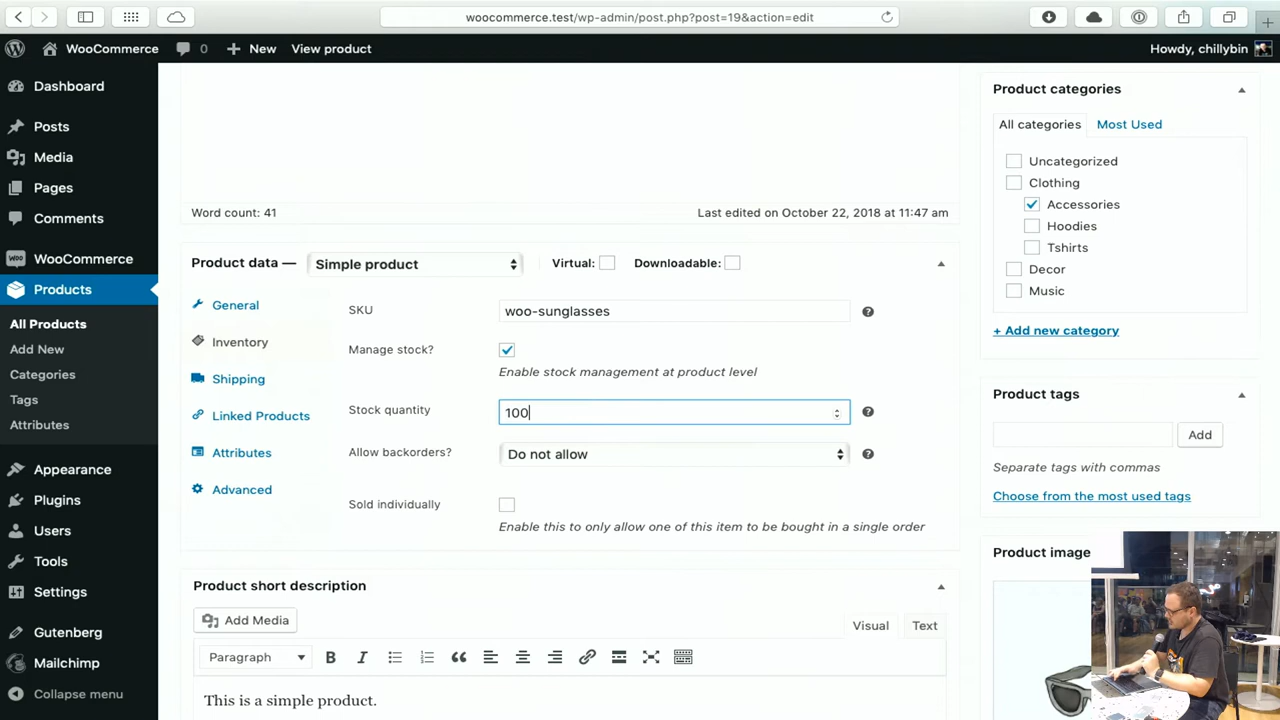 woocommerce.test/wp-admin/post.php?post=19&action=edit
WooCommerce
0
New
View product
Howdy, chillybin
Dashboard
Posts
Media
Pages
Comments
WooCommerce
Products
All Products
Add New
Categories
Tags
Attributes
Appearance
Plugins
Users
Tools
Settings
Gutenberg
Mailchimp
Collapse menu
Word count: 41
Last edited on October 22, 2018 at 11:47 am
Product data —
Simple product
Virtual:
Downloadable:
General
Inventory
Shipping
Linked Products
Attributes
Advanced
SKU
woo-sunglasses
Manage stock?
Enable stock management at product level
Stock quantity
100
Allow backorders?
Do not allow
Sold individually
Enable this to only allow one of this item to be bought in a single order
Product short description
Add Media
Visual
Text
Paragraph
This is a simple product.
Product categories
All categories
Most Used
Uncategorized
Clothing
Accessories
Hoodies
Tshirts
Decor
Music
+ Add new category
Product tags
Add
Separate tags with commas
Choose from the most used tags
Product image